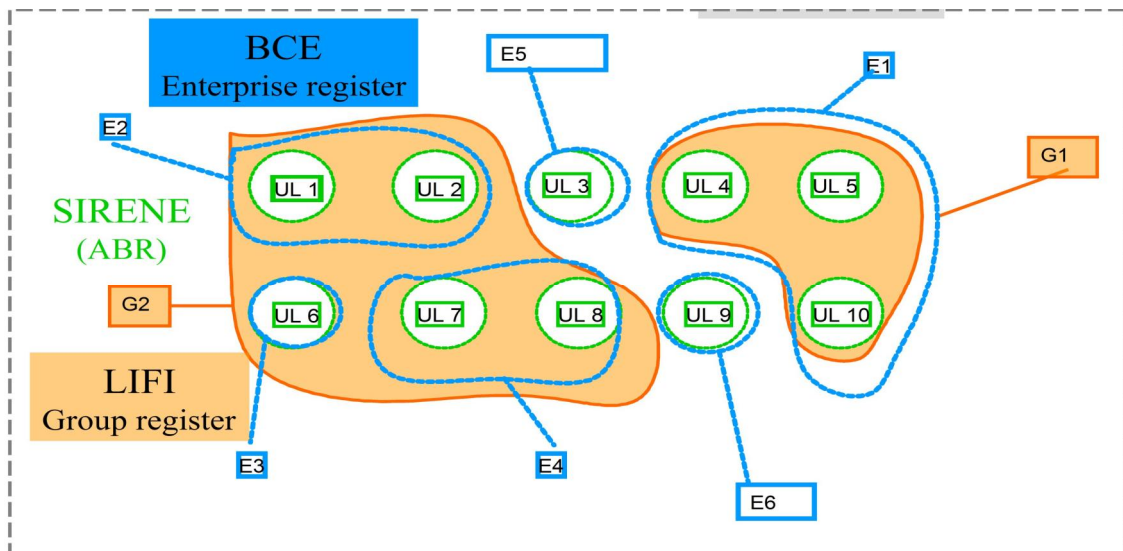 BCE
Enterprise register
E5
E1
E2
G1
UL 1
UL 2
UL 3
UL 4
UL 5
SIRENE
(ABR)
G2
UL 6
UL 7
UL 8
UL 9
UL 10
LIFI
Group register
E3
E4
E6